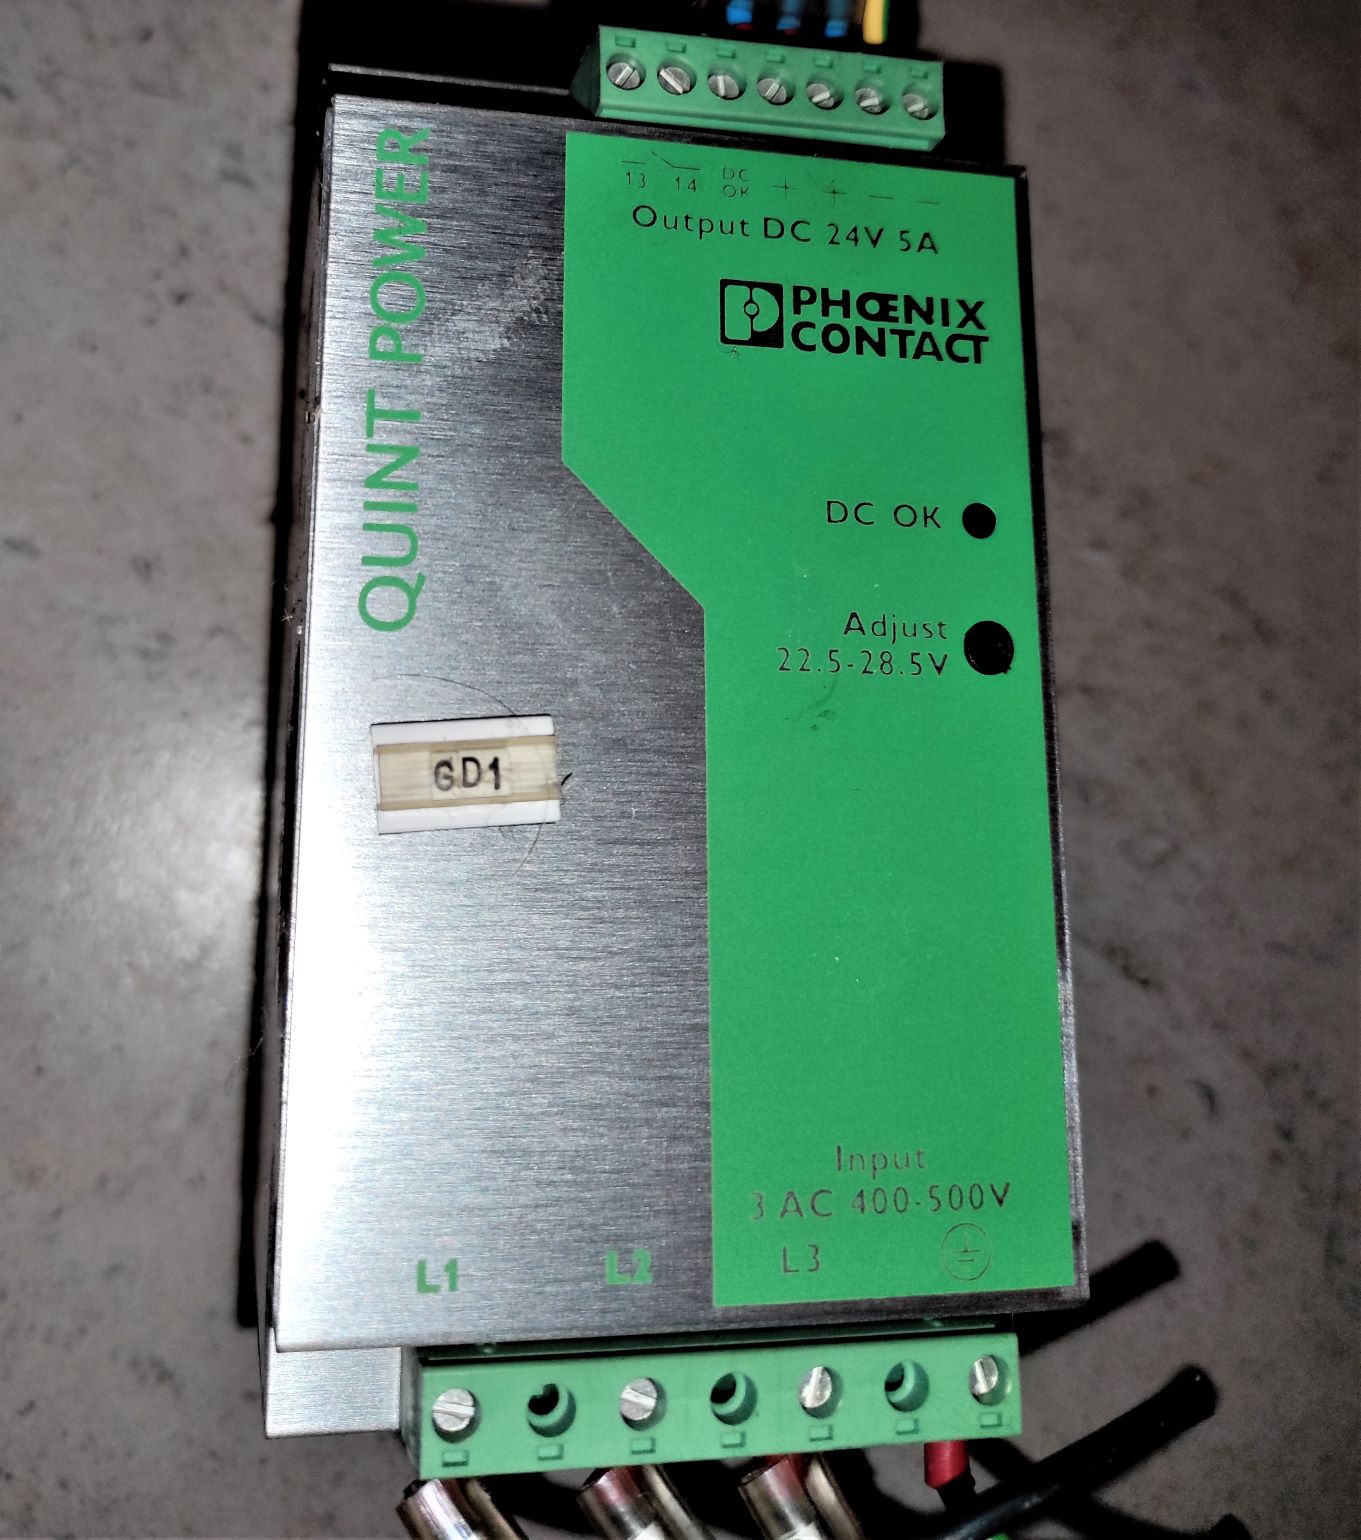 13 14 DC OK + + — —
Output DC 24V 5A
PHŒNIX
CONTACT
QUINT POWER
DC OK
Adjust
22.5-28.5V
GD1
Input
3 AC 400-500V
L1 L2 L3